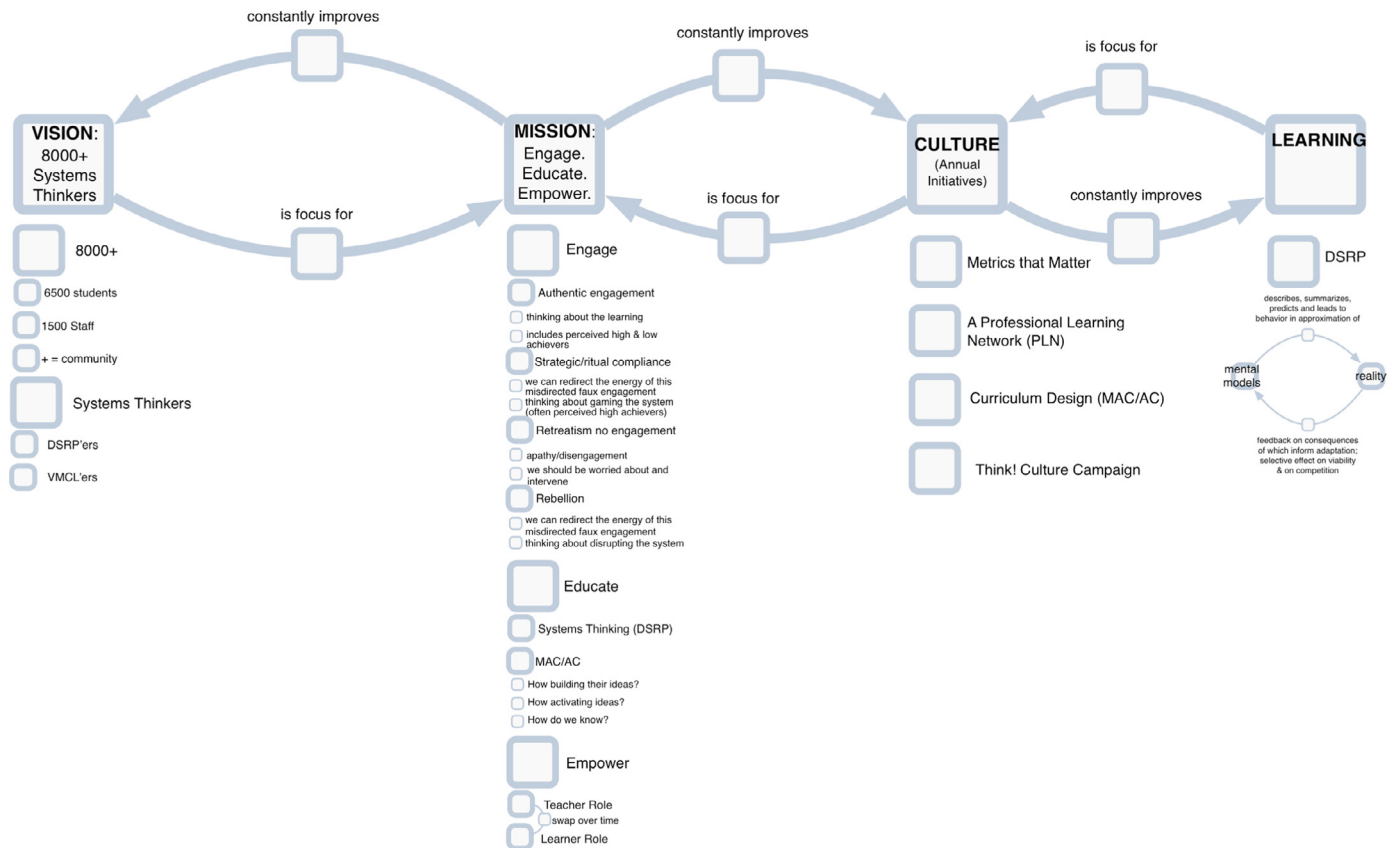 constantly improves
constantly improves
is focus for
VISION:
8000+
Systems
Thinkers
MISSION:
Engage.
Educate.
Empower.
CULTURE
(Annual
Initiatives)
LEARNING
is focus for
is focus for
constantly improves
8000+
6500 students
1500 Staff
+ = community
Systems Thinkers
DSRP'ers
VMCL'ers
Engage
Authentic engagement
thinking about the learning
includes perceived high & low
achievers
Strategic/ritual compliance
we can redirect the energy of this
misdirected faux engagement
thinking about gaming the system
(often perceived high achievers)
Retreatism no engagement
apathy/disengagement
we should be worried about and
intervene
Rebellion
we can redirect the energy of this
misdirected faux engagement
thinking about disrupting the system
Educate
Systems Thinking (DSRP)
MAC/AC
How building their ideas?
How activating ideas?
How do we know?
Empower
Teacher Role
swap over time
Learner Role
Metrics that Matter
A Professional Learning
Network (PLN)
Curriculum Design (MAC/AC)
Think! Culture Campaign
DSRP
describes, summarizes,
predicts and leads to
behavior in approximation of
mental
models
reality
feedback on consequences
of which inform adaptation;
selective effect on viability
& on competition